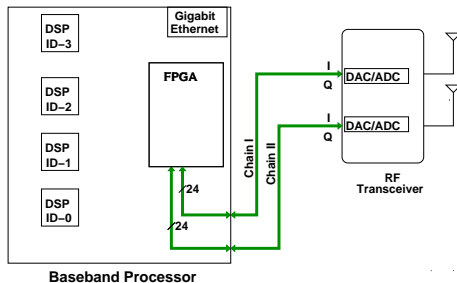 Gigabit
Ethernet
DSP
ID–3
FPGA
DSP
ID–2
DSP
ID–1
DSP
ID–0
24
24
Chain I
Chain II
I
Q
DAC/ADC
I
Q
DAC/ADC
RF
Transceiver
Baseband Processor